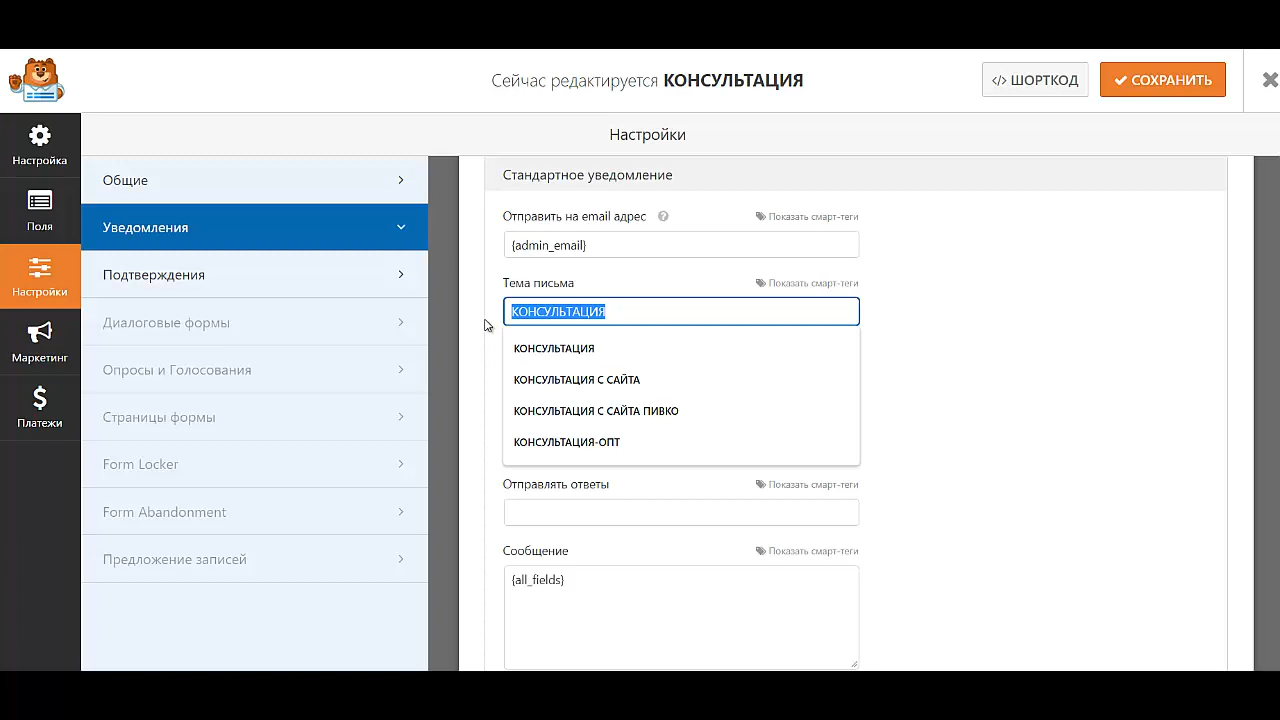 Сейчас редактируется КОНСУЛЬТАЦИЯ
</> ШОРТКОД
СОХРАНИТЬ
Настройки
Настройка
Поля
Настройки
Маркетинг
Платежи
Общие
Уведомления
Подтверждения
Диалоговые формы
Опросы и Голосования
Страницы формы
Form Locker
Form Abandonment
Предложение записей
Стандартное уведомление
Отправить на email адрес
Показать смарт-теги
{admin_email}
Тема письма
Показать смарт-теги
КОНСУЛЬТАЦИЯ
КОНСУЛЬТАЦИЯ
КОНСУЛЬТАЦИЯ С САЙТА
КОНСУЛЬТАЦИЯ С САЙТА ПИВКО
КОНСУЛЬТАЦИЯ-ОПТ
Отправлять ответы
Показать смарт-теги
Сообщение
Показать смарт-теги
{all_fields}